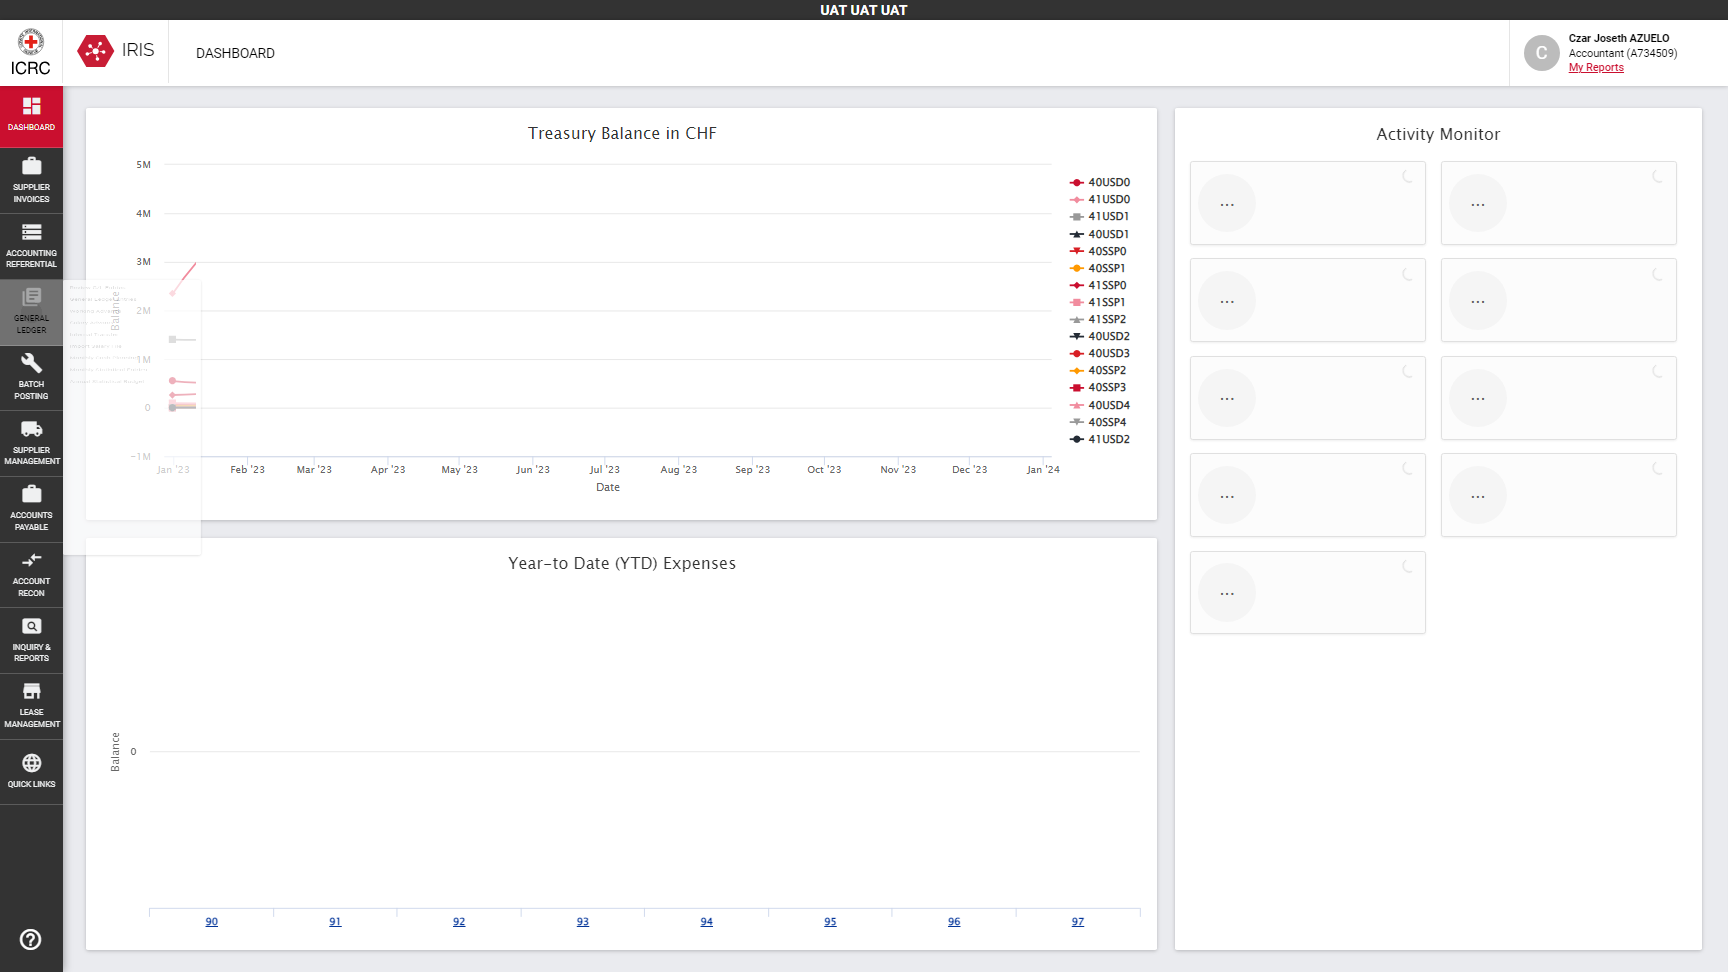 UAT UAT UAT
ICRC
IRIS
DASHBOARD
Czar Joseth AZUELO
Accountant (A734509)
My Reports
DASHBOARD
SUPPLIER
INVOICES
ACCOUNTING
REFERENTIAL
GENERAL
LEDGER
BATCH
POSTING
SUPPLIER
MANAGEMENT
ACCOUNTS
PAYABLE
ACCOUNT
RECON
INQUIRY &
REPORTS
LEASE
MANAGEMENT
QUICK LINKS
Treasury Balance in CHF
5M
4M
3M
2M
1M
0
-1M
Balance
Jan '23
Feb '23
Mar '23
Apr '23
May '23
Jun '23
Jul '23
Aug '23
Sep '23
Oct '23
Nov '23
Dec '23
Jan '24
Date
40USD0
41USD0
41USD1
40USD1
40SSP0
40SSP1
41SSP0
41SSP1
41SSP2
40USD2
40USD3
40SSP2
40SSP3
40USD4
40SSP4
41USD2
Year-to Date (YTD) Expenses
Balance
0
90
91
92
93
94
95
96
97
Activity Monitor
...
...
...
...
...
...
...
...
...